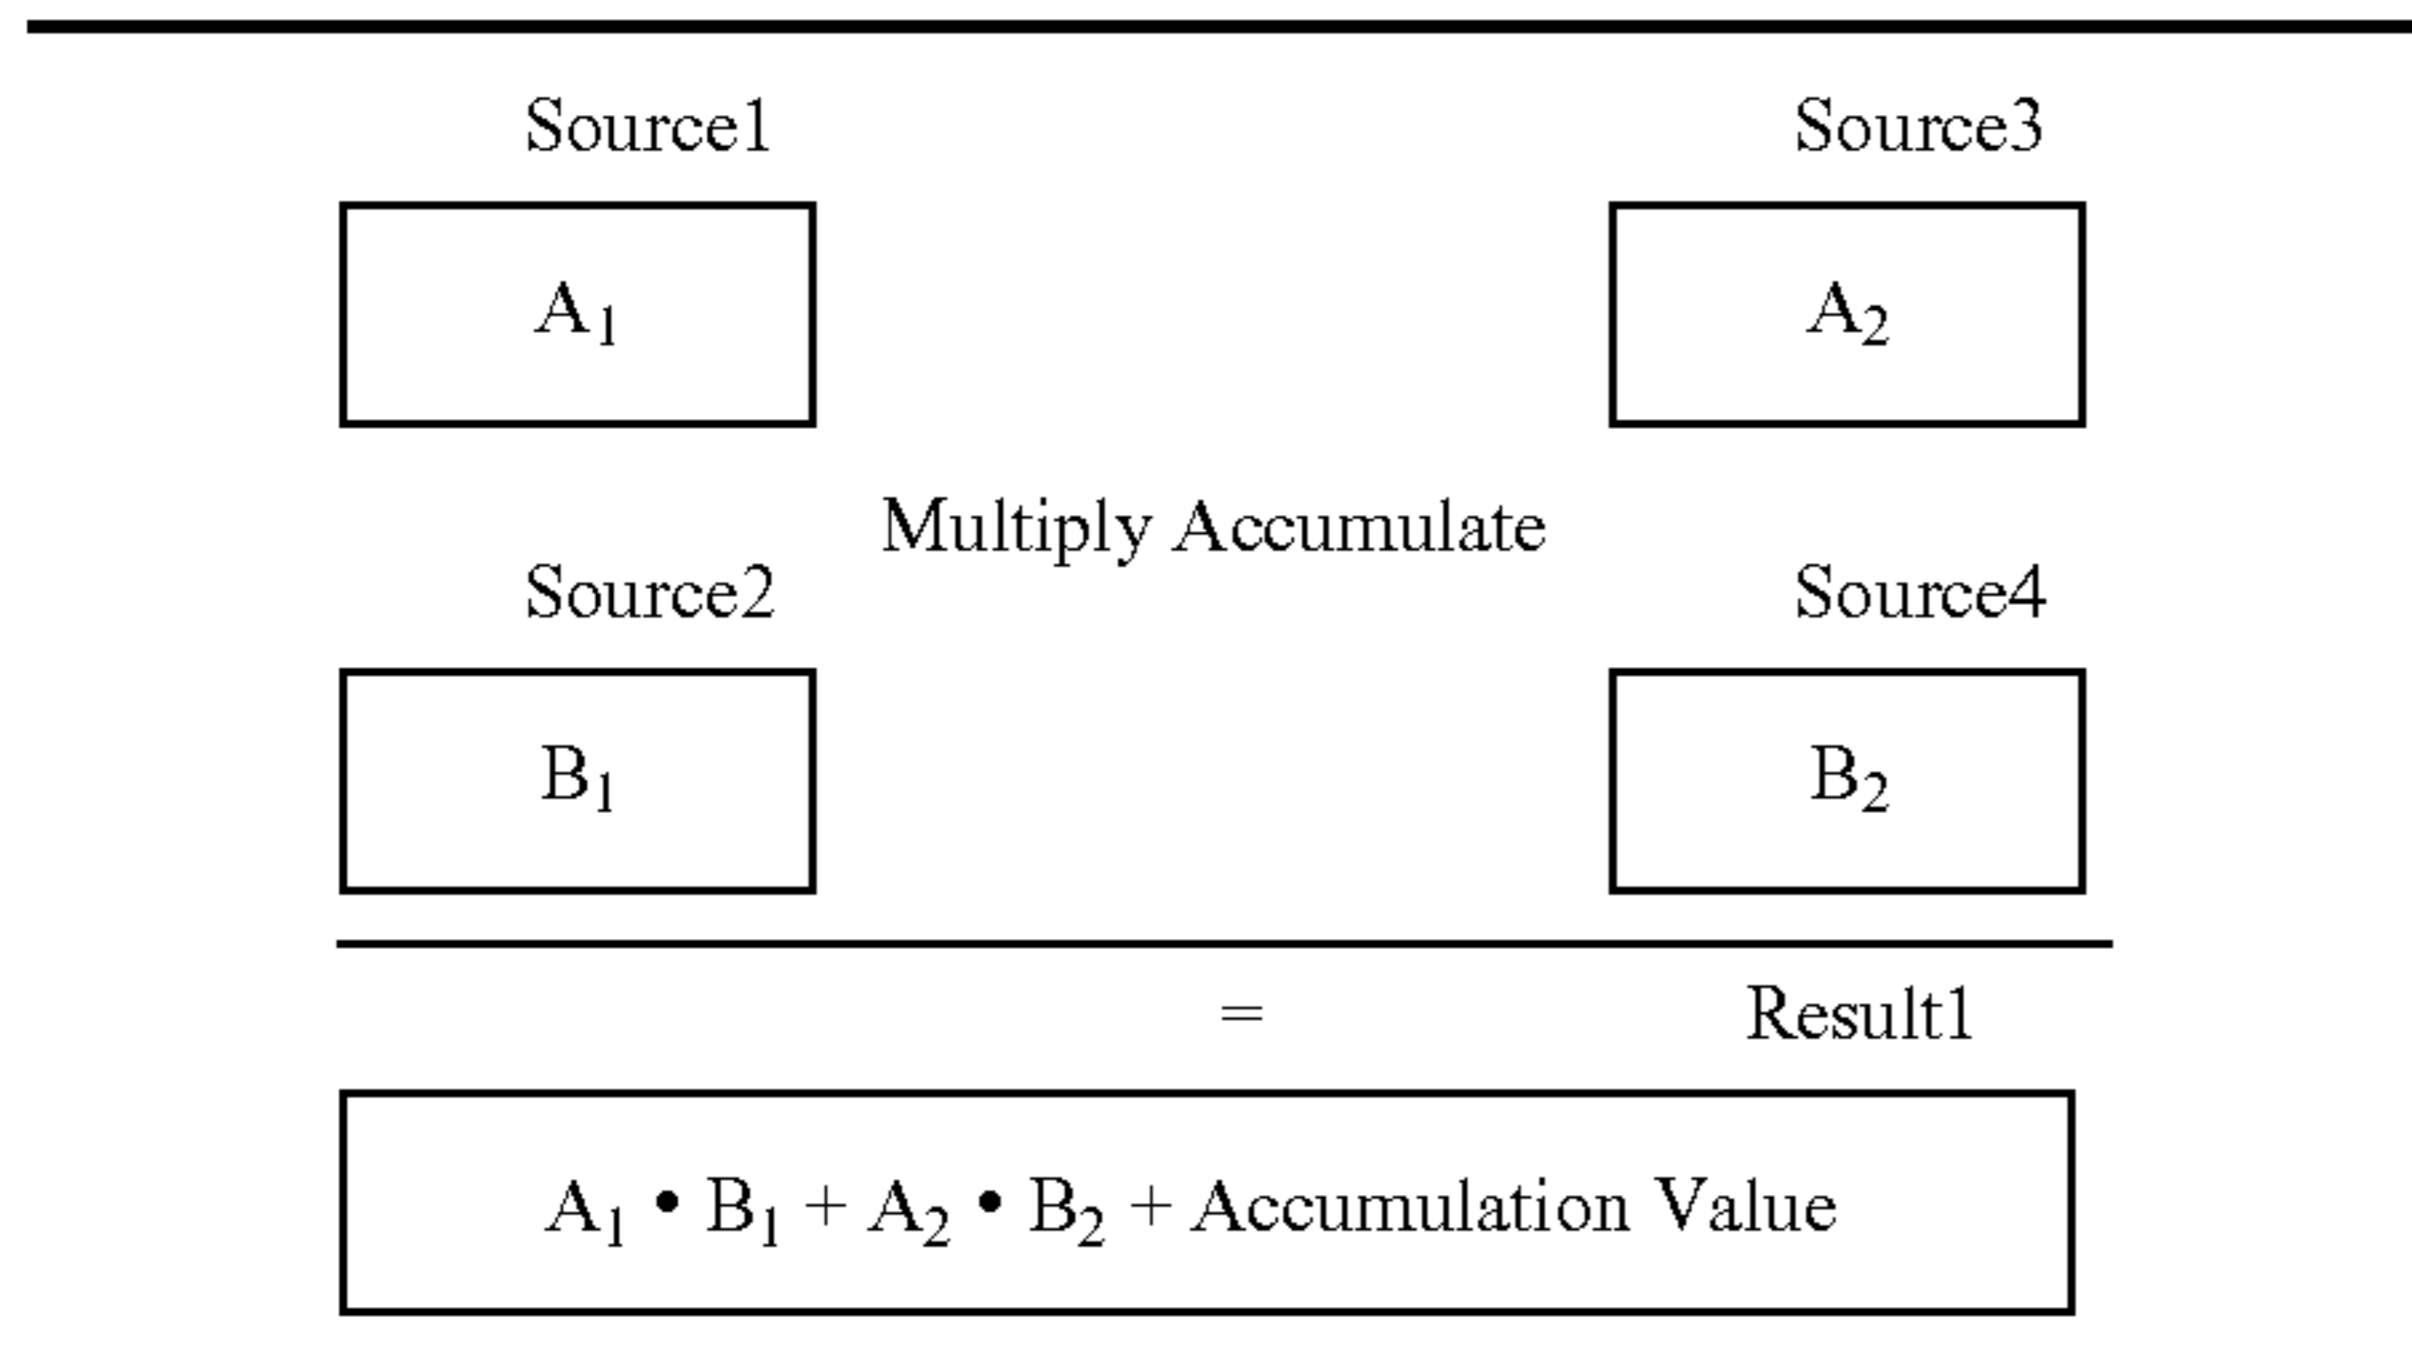 Source1 Source3
A₁ A₂
Multiply Accumulate
Source2 Source4
B₁ B₂
= Result1
A₁ • B₁ + A₂ • B₂ + Accumulation Value